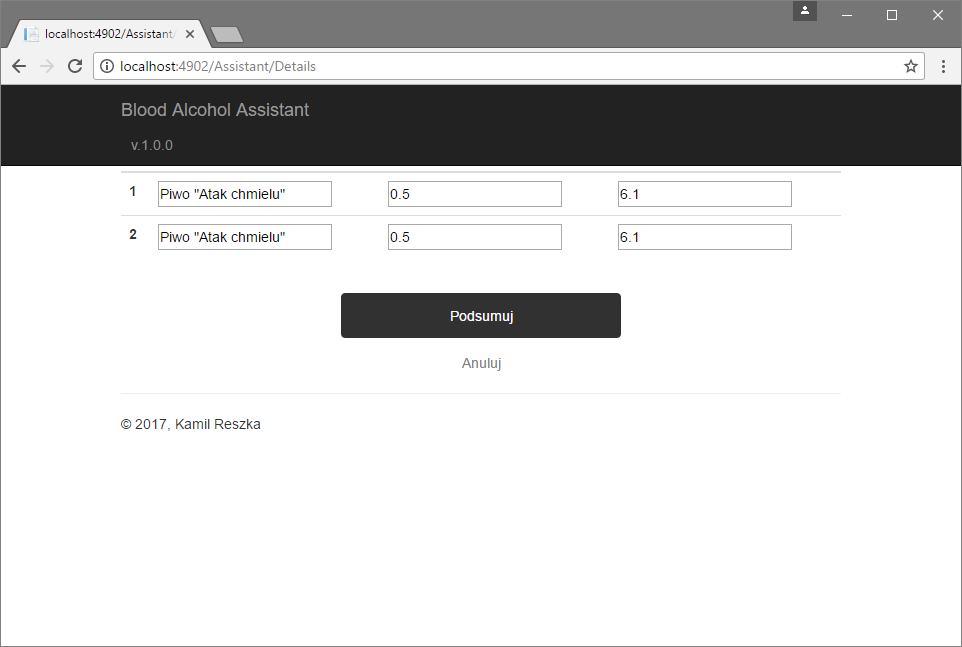 localhost:4902/Assistant/
localhost:4902/Assistant/Details
Blood Alcohol Assistant
v.1.0.0
1 Piwo "Atak chmielu" 0.5 6.1
2 Piwo "Atak chmielu" 0.5 6.1
Podsumuj
Anuluj
© 2017, Kamil Reszka